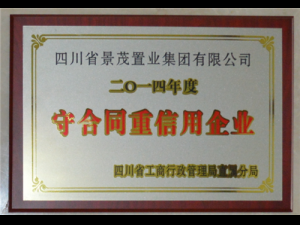 四川省景茂置业集团有限公司
二〇一四年度
守合同重信用企业
四川省工商行政管理局直属分局